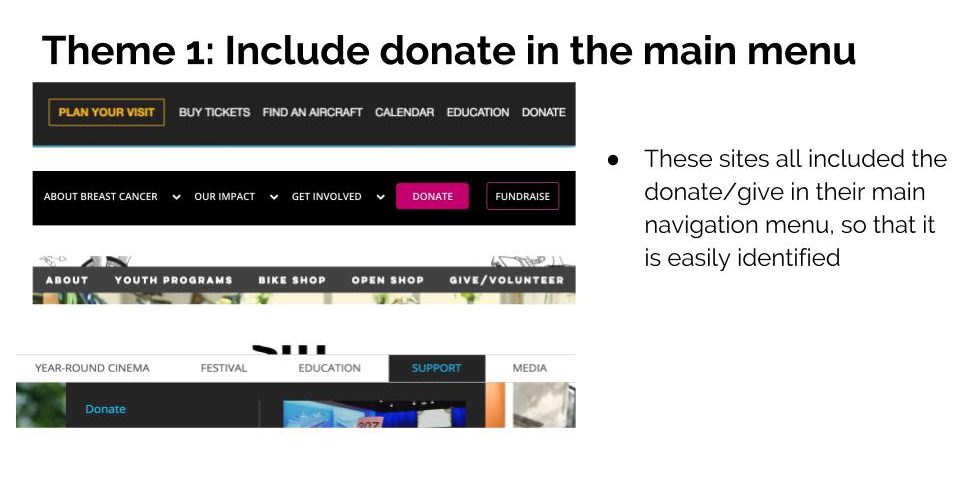 Theme 1: Include donate in the main menu
PLAN YOUR VISIT BUY TICKETS FIND AN AIRCRAFT CALENDAR EDUCATION DONATE
ABOUT BREAST CANCER OUR IMPACT GET INVOLVED DONATE FUNDRAISE
ABOUT YOUTH PROGRAMS BIKE SHOP OPEN SHOP GIVE/VOLUNTEER
YEAR-ROUND CINEMA FESTIVAL EDUCATION SUPPORT MEDIA
Donate
● These sites all included the
donate/give in their main
navigation menu, so that it
is easily identified